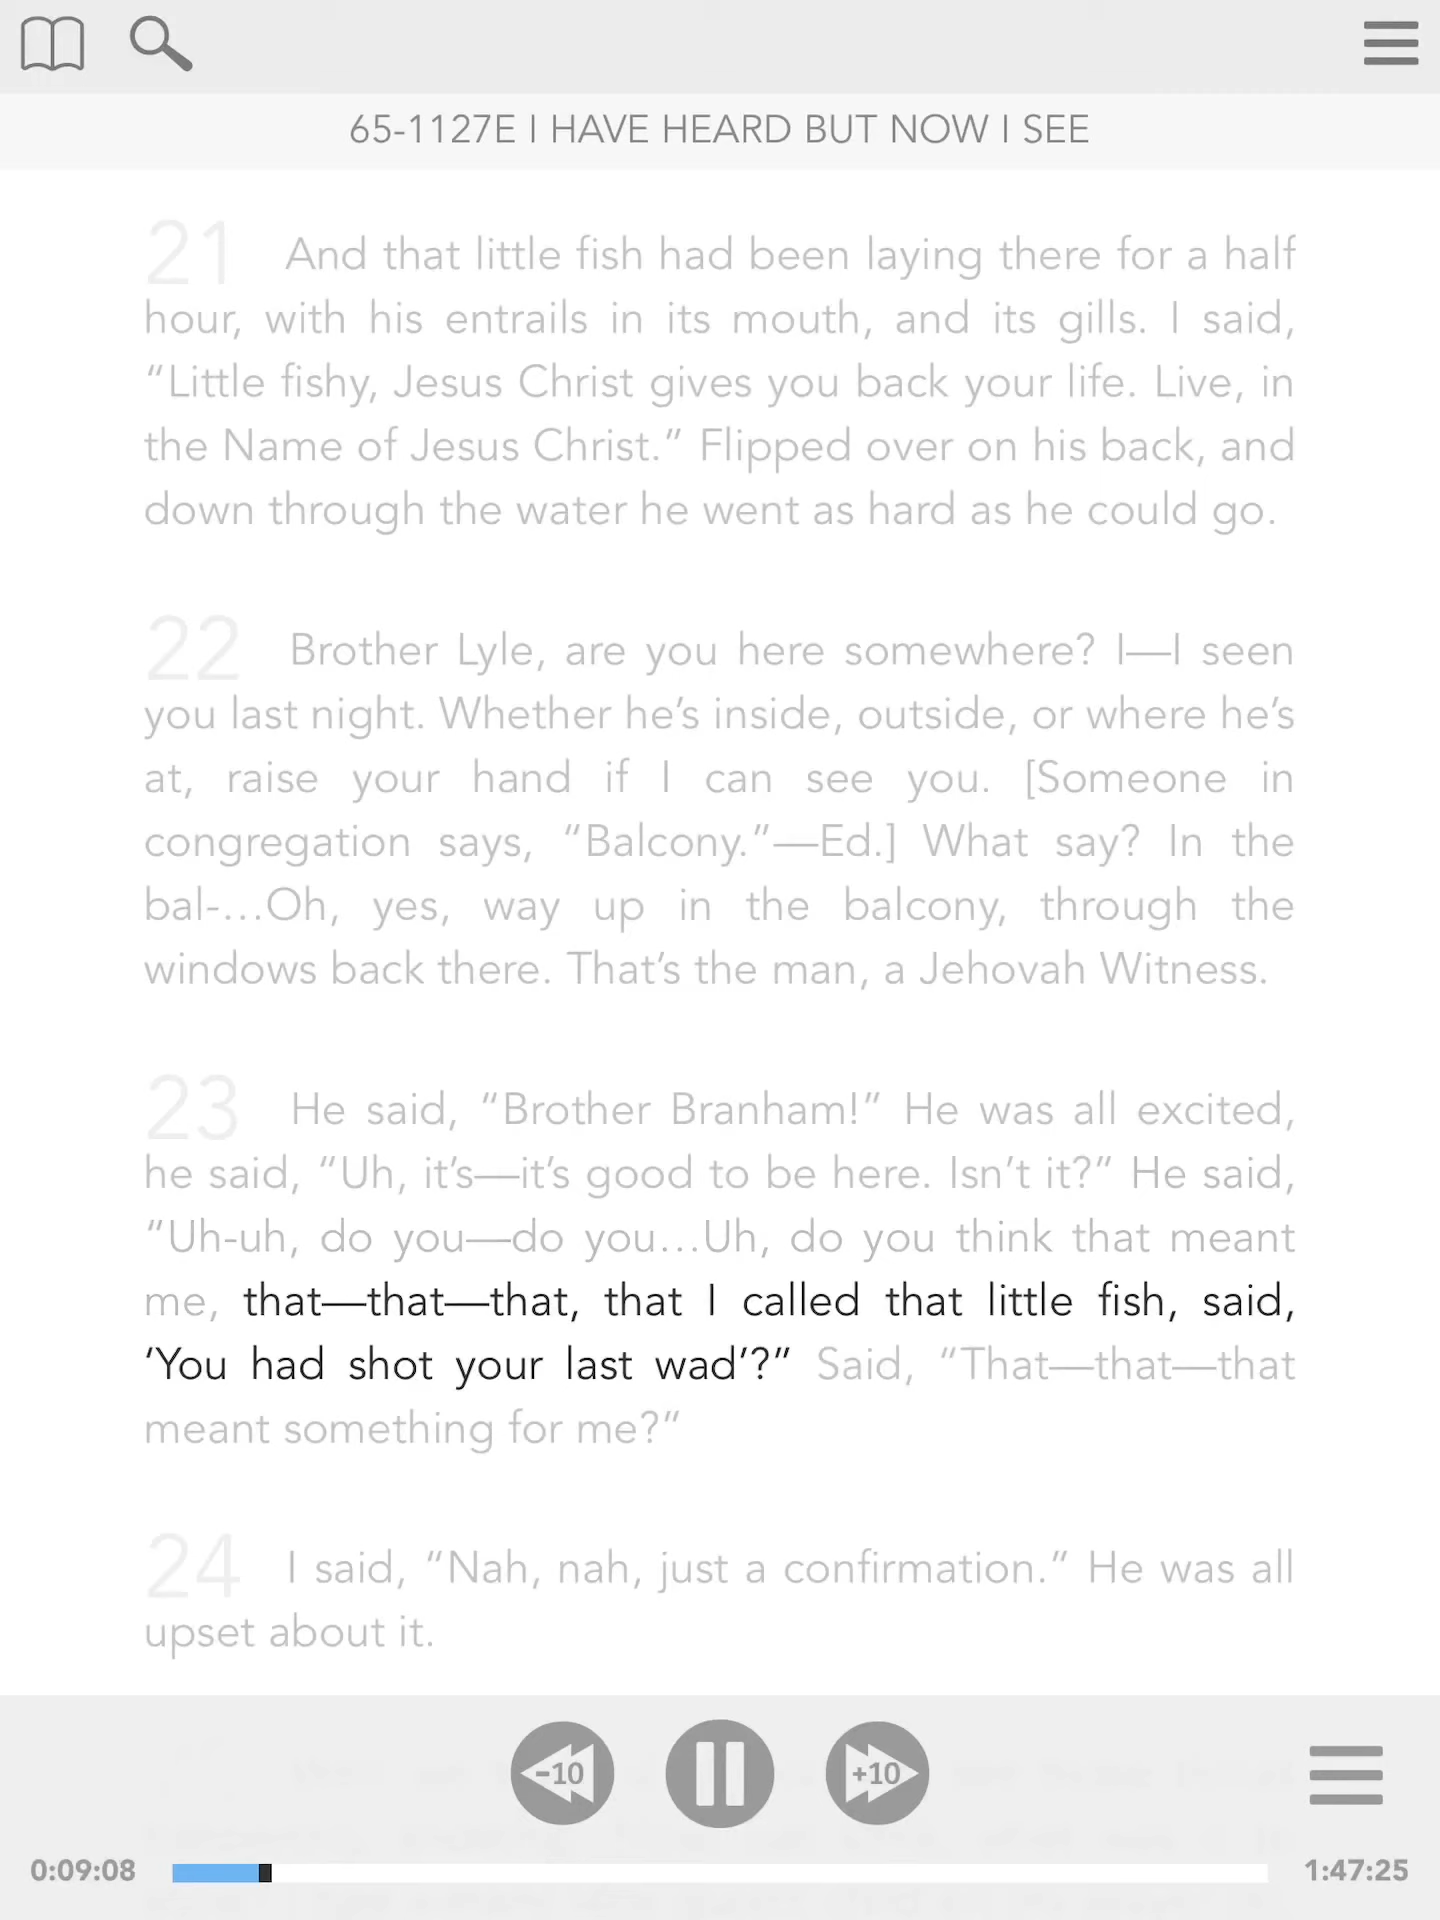 65-1127E I HAVE HEARD BUT NOW I SEE
21 And that little fish had been laying there for a half
hour, with his entrails in its mouth, and its gills. I said,
“Little fishy, Jesus Christ gives you back your life. Live, in
the Name of Jesus Christ.” Flipped over on his back, and
down through the water he went as hard as he could go.
22 Brother Lyle, are you here somewhere? I—I seen
you last night. Whether he’s inside, outside, or where he’s
at, raise your hand if I can see you. [Someone in
congregation says, “Balcony.”—Ed.] What say? In the
bal-…Oh, yes, way up in the balcony, through the
windows back there. That’s the man, a Jehovah Witness.
23 He said, “Brother Branham!” He was all excited,
he said, “Uh, it’s—it’s good to be here. Isn’t it?” He said,
“Uh-uh, do you—do you…Uh, do you think that meant
me, that—that—that, that I called that little fish, said,
‘You had shot your last wad’?” Said, “That—that—that
meant something for me?”
24 I said, “Nah, nah, just a confirmation.” He was all
upset about it.
-10 +10
0:09:08 1:47:25